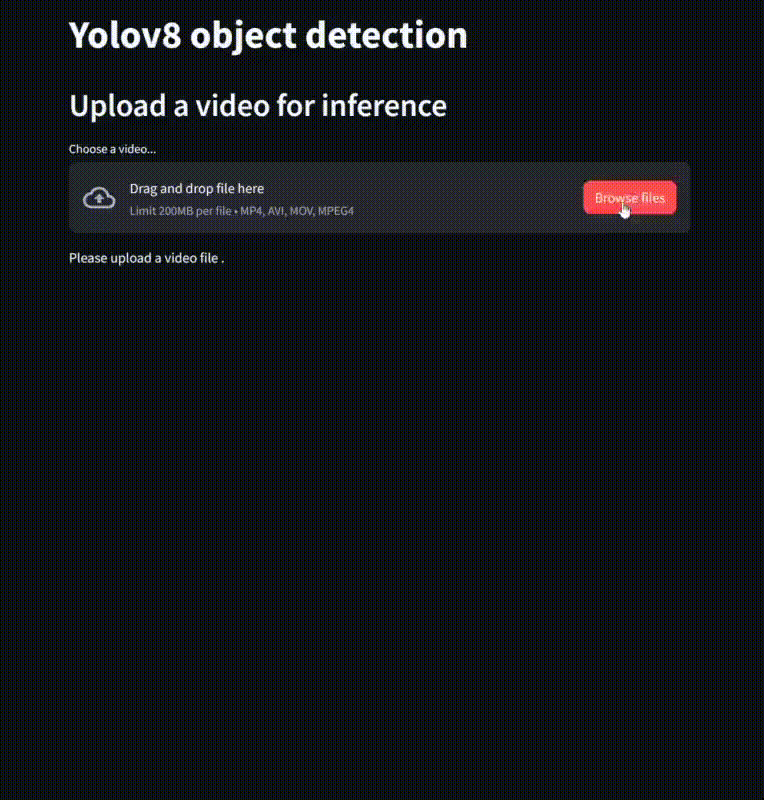 Yolov8 object detection
Upload a video for inference
Choose a video...
Drag and drop file here
Limit 200MB per file • MP4, AVI, MOV, MPEG4
Browse files
Please upload a video file .